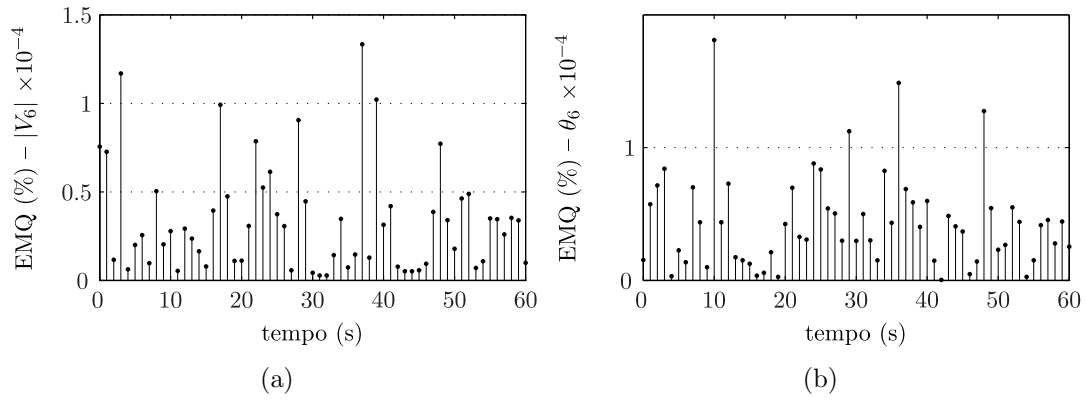 EMQ (%) – |V₆| ×10⁻⁴
1.5
1
0.5
0
0 10 20 30 40 50 60
tempo (s)
(a)
EMQ (%) – θ₆ ×10⁻⁴
1
0
0 10 20 30 40 50 60
tempo (s)
(b)